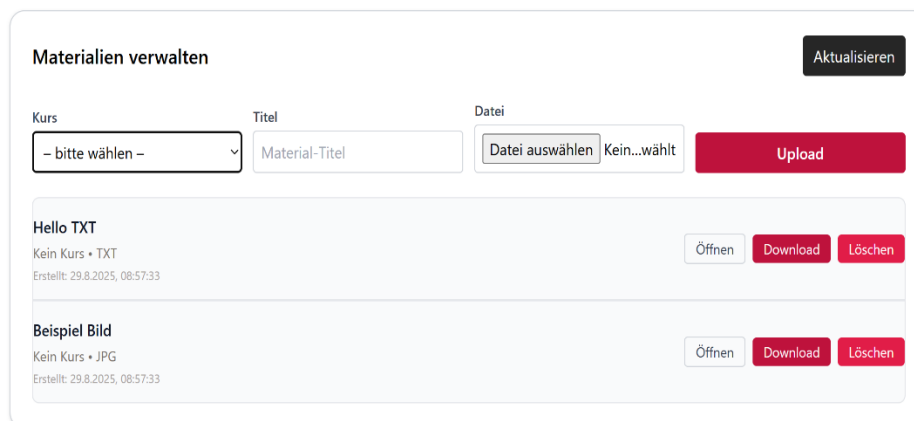 Materialien verwalten
Aktualisieren
Kurs
Titel
Datei
– bitte wählen –
Material-Titel
Datei auswählen Kein...wählt
Upload
Hello TXT
Kein Kurs • TXT
Erstellt: 29.8.2025, 08:57:33
Öffnen
Download
Löschen
Beispiel Bild
Kein Kurs • JPG
Erstellt: 29.8.2025, 08:57:33
Öffnen
Download
Löschen